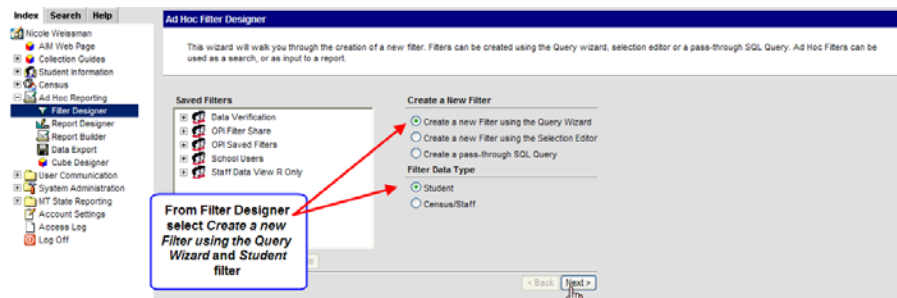 Index Search Help
Nicole Weissman
AIM Web Page
Collection Guides
Student Information
Census
Ad Hoc Reporting
Filter Designer
Report Designer
Report Builder
Data Export
Cube Designer
User Communication
System Administration
MT State Reporting
Account Settings
Access Log
Log Off
Ad Hoc Filter Designer
This wizard will walk you through the creation of a new filter. Filters can be created using the Query wizard, selection editor or a pass-through SQL Query. Ad Hoc Filters can be
used as a search, or as input to a report.
Saved Filters
Data Verification
OPI Filter Share
OPI Saved Filters
School Users
Staff Data View R Only
Create a New Filter
Create a new Filter using the Query Wizard
Create a new Filter using the Selection Editor
Create a pass-through SQL Query
Filter Data Type
Student
Census/Staff
From Filter Designer
select Create a new
Filter using the Query
Wizard and Student
filter
< Back Next >